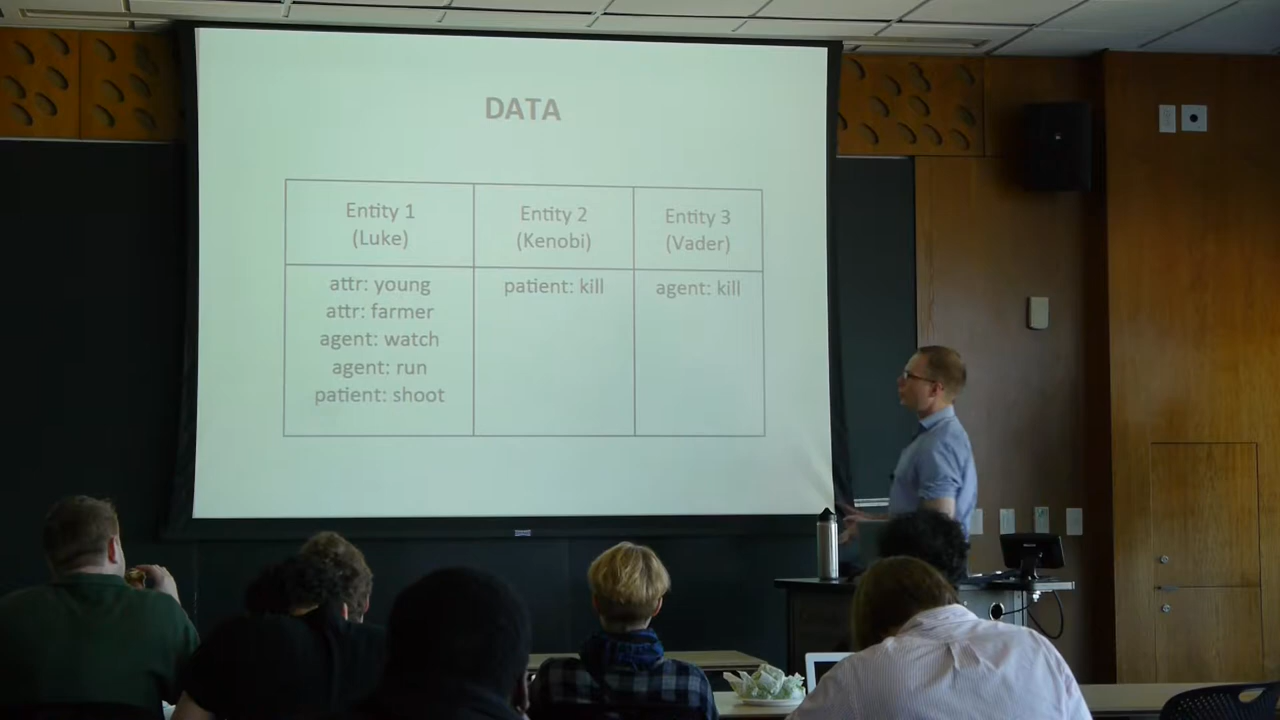 DATA
Entity 1
(Luke)
Entity 2
(Kenobi)
Entity 3
(Vader)
attr: young
attr: farmer
agent: watch
agent: run
patient: shoot
patient: kill
agent: kill